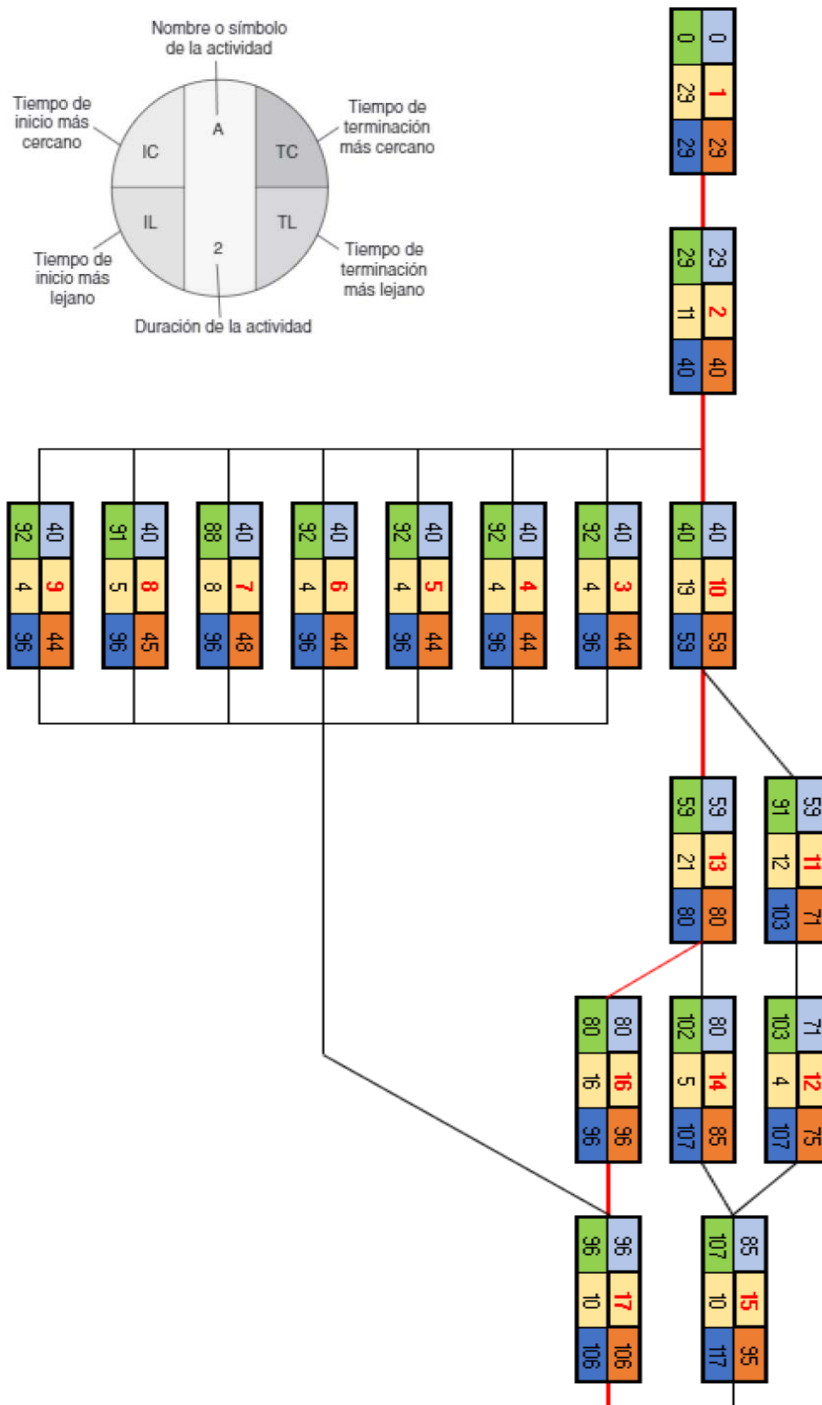 Nombre o símbolo
de la actividad
Tiempo de
inicio más
cercano
Tiempo de
terminación
más cercano
A
IC
TC
IL
TL
2
Tiempo de
inicio más
lejano
Tiempo de
terminación
más lejano
Duración de la actividad
0 1 29
0 29 29
29 2 40
29 11 40
40 9 44
92 4 96
40 8 45
91 5 96
40 7 48
88 8 96
40 6 44
92 4 96
40 5 44
92 4 96
40 4 44
92 4 96
40 3 44
92 4 96
40 10 59
40 19 59
59 13 80
59 21 80
59 11 71
91 12 103
80 16 96
80 16 96
80 14 85
102 5 107
71 12 75
103 4 107
96 17 106
96 10 106
85 15 95
107 10 117